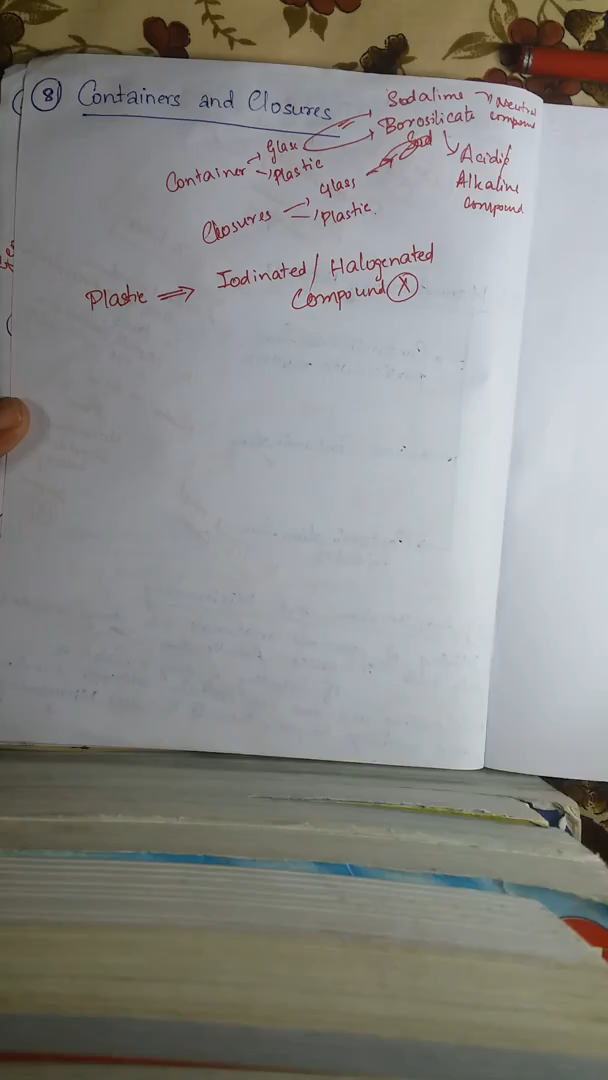 8 Containers and Closures
Sodalime → Neutral compound
Borosilicate
Acidic/
Alkaline
Compound
Container → Glass
→ Plastic
Closures → Glass
→ Plastic.
Plastic ⇒ Iodinated / Halogenated
Compound X